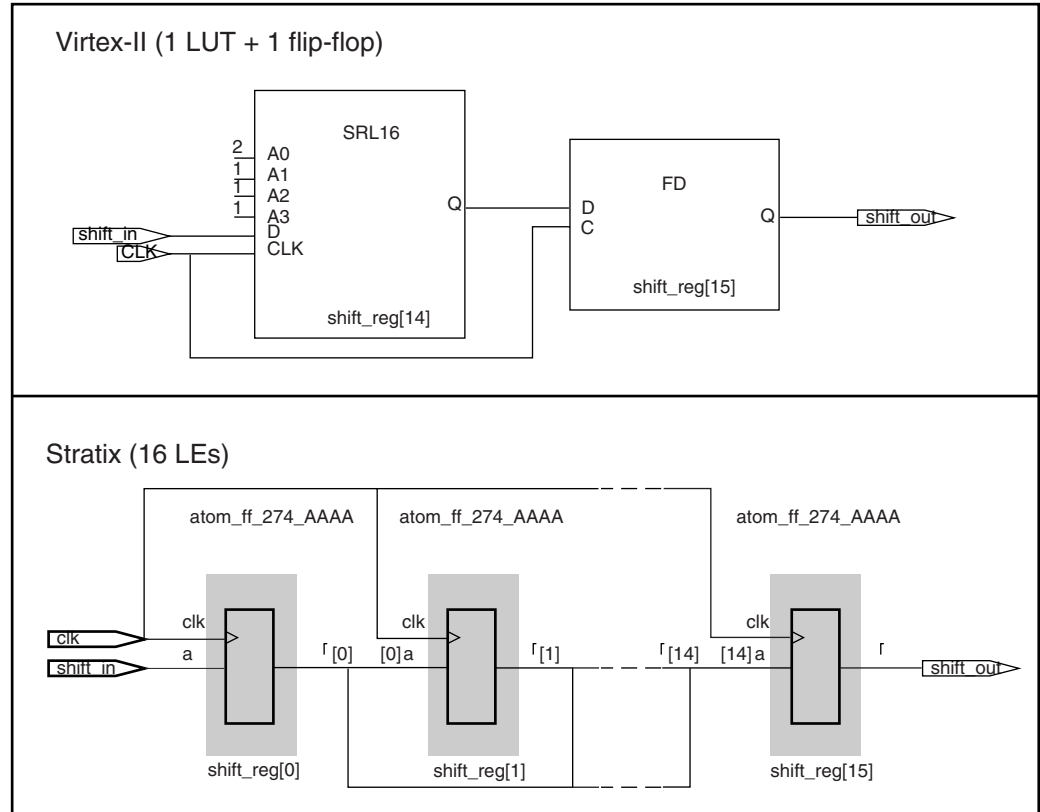 Virtex-II (1 LUT + 1 flip-flop)
SRL16
2
A0
1
A1
1
A2
1
A3
shift_in
D
CLK
CLK
Q
shift_reg[14]
FD
D
C
Q
shift_reg[15]
shift_out
Stratix (16 LEs)
atom_ff_274_AAAA
atom_ff_274_AAAA
atom_ff_274_AAAA
clk
clk
clk
clk
shift_in
a
r[0]
[0]a
r[1]
r[14]
[14]a
r
shift_out
shift_reg[0]
shift_reg[1]
shift_reg[15]